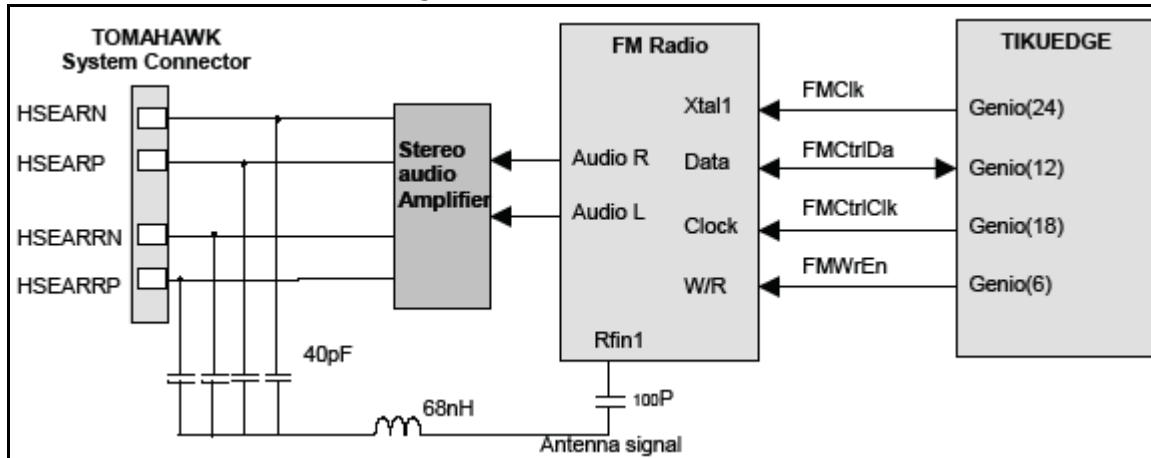 TOMAHAWK
System Connector
HSEARN
HSEARP
HSEARRN
HSEARRP
Stereo
audio
Amplifier
FM Radio
Xtal1
Audio R
Data
Audio L
Clock
W/R
Rfin1
FMClk
FMCtrlDa
FMCtrlClk
FMWrEn
TIKUEDGE
Genio(24)
Genio(12)
Genio(18)
Genio(6)
40pF
68nH
100P
Antenna signal